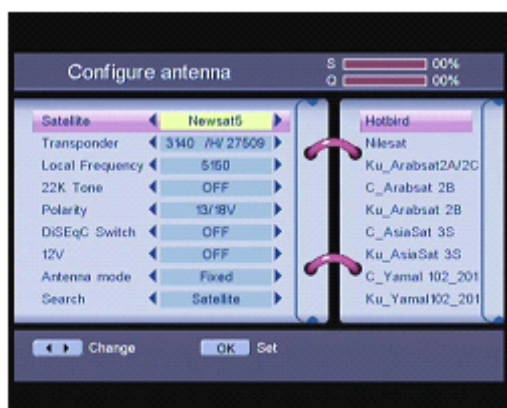 Configure antenna
S 00%
Q 00%
Satellite Newsat5
Transponder 3140 /H/ 27509
Local Frequency 5150
22K Tone OFF
Polarity 13/18V
DiSEqC Switch OFF
12V OFF
Antenna mode Fixed
Search Satellite
Hotbird
Nilesat
Ku_Arabsat2A/2C
C_Arabsat 2B
Ku_Arabsat 2B
C_AsiaSat 3S
Ku_AsiaSat 3S
C_Yamal 102_201
Ku_Yamal102_201
Change OK Set